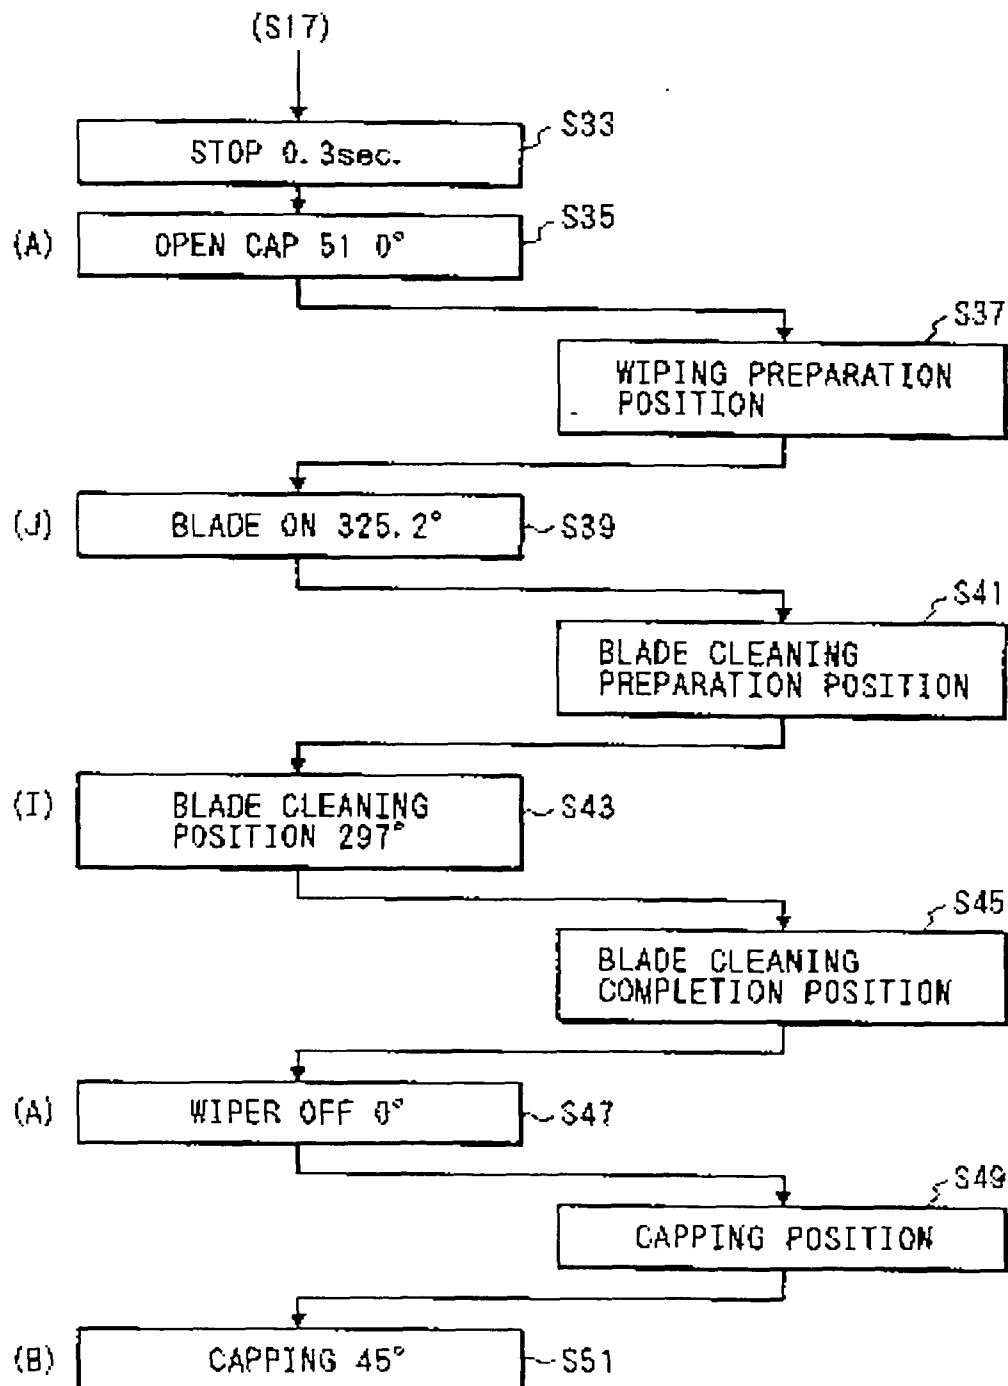 (S17)
STOP 0.3sec.
S33
(A)
OPEN CAP 51 0°
S35
WIPING PREPARATION
POSITION
S37
(J)
BLADE ON 325.2°
S39
BLADE CLEANING
PREPARATION POSITION
S41
(I)
BLADE CLEANING
POSITION 297°
S43
BLADE CLEANING
COMPLETION POSITION
S45
(A)
WIPER OFF 0°
S47
CAPPING POSITION
S49
(B)
CAPPING 45°
S51